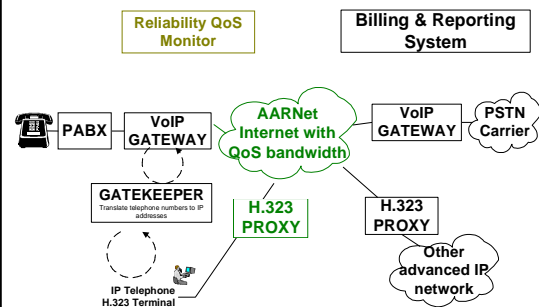 Reliability QoS
Monitor
Billing & Reporting
System
PABX
VoIP
GATEWAY
AARNet
Internet with
QoS bandwidth
VoIP
GATEWAY
PSTN
Carrier
GATEKEEPER
Translate telephone numbers to IP
addresses
H.323
PROXY
H.323
PROXY
Other
advanced IP
network
IP Telephone
H.323 Terminal